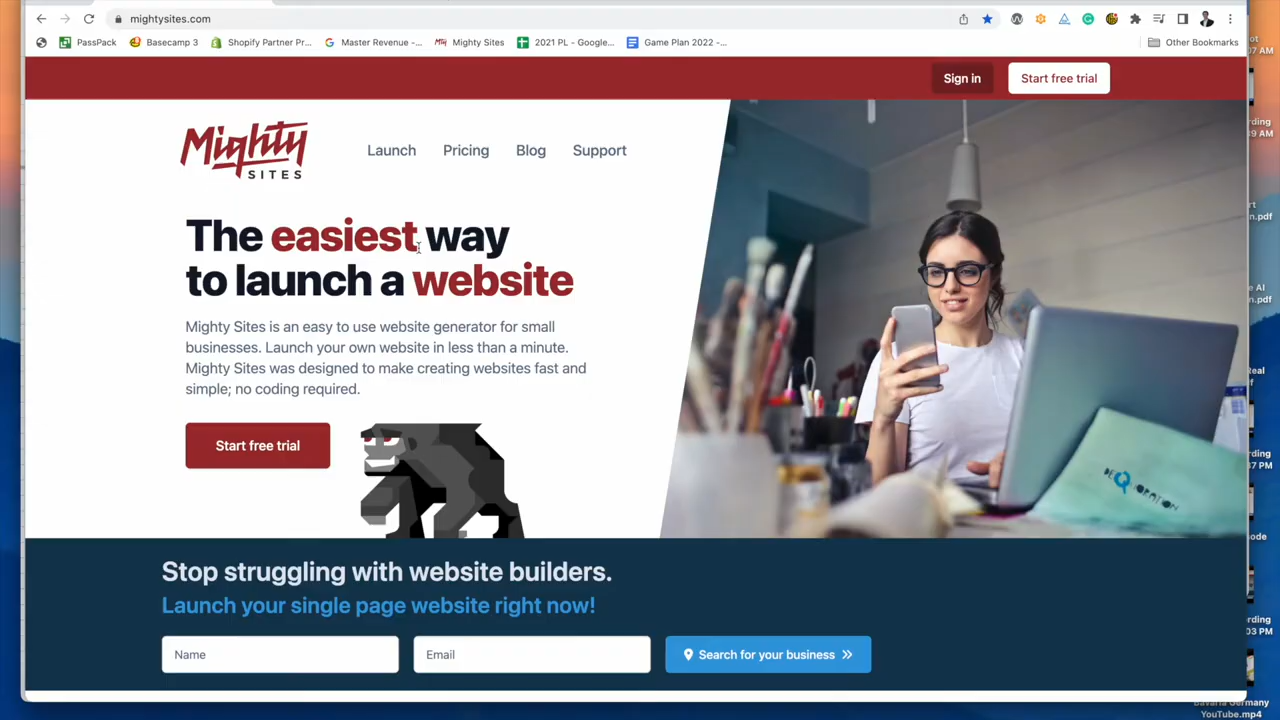 mightysites.com
PassPack
Basecamp 3
Shopify Partner Pr...
Master Revenue -...
Mighty Sites
2021 PL - Google...
Game Plan 2022 -...
Other Bookmarks
Sign in
Start free trial
Mighty
SITES
Launch
Pricing
Blog
Support
The easiest way
to launch a website
Mighty Sites is an easy to use website generator for small
businesses. Launch your own website in less than a minute.
Mighty Sites was designed to make creating websites fast and
simple; no coding required.
Start free trial
Stop struggling with website builders.
Launch your single page website right now!
Name
Email
Search for your business
YouTube.mp4